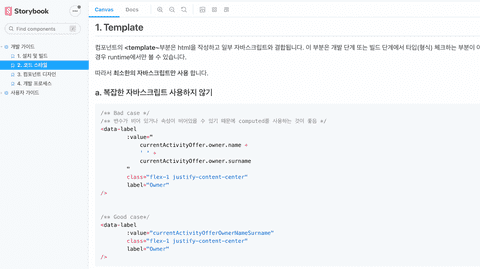 Storybook
Find components
/
개발 가이드
1. 설치 및 빌드
2. 코드 스타일
3. 컴포넌트 디자인
4. 개발 프로세스
사용자 가이드
Canvas
Docs
1. Template
컴포넌트의 <template>부분은 html을 작성하고 일부 자바스크립트와 결합됩니다. 이 부분은 개발 단계 또는 빌드 단계에서 타입(형식) 체크하는 부분이 아
경우 runtime에서만 볼 수 있습니다.
따라서 최소한의 자바스크립트만 사용 합니다.
a. 복잡한 자바스크립트 사용하지 않기
/** Bad case */
/** 변수가 비어 있거나 속성이 비어있을 수 있기 때문에 computed를 사용하는 것이 좋음 */
<data-label
:value="
currentActivityOffer.owner.name +
' ' +
currentActivityOffer.owner.surname
"
class="flex-1 justify-content-center"
label="Owner"
/>
/** Good case*/
<data-label
:value="currentActivityOfferOwnerNameSurname"
class="flex-1 justify-content-center"
label="Owner"
/>